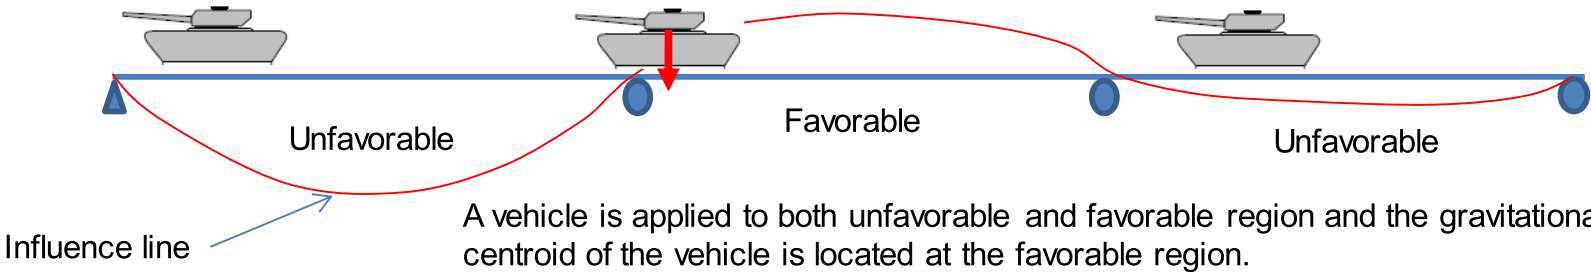 Favorable
Unfavorable
Unfavorable
A vehicle is applied to both unfavorable and favorable region and the gravitationa
centroid of the vehicle is located at the favorable region.
Influence line